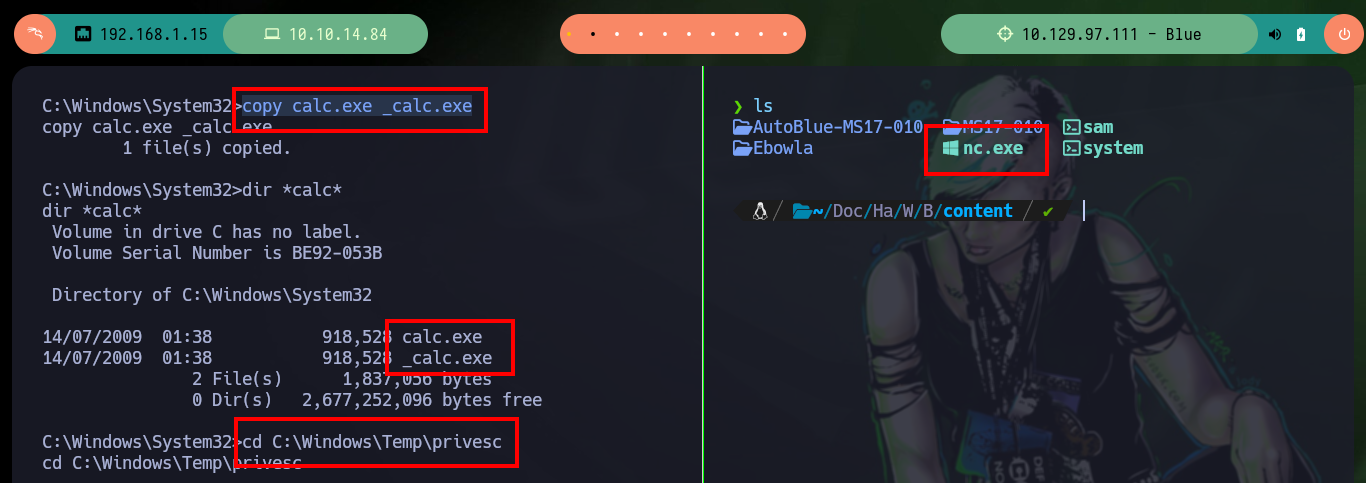 192.168.1.15
10.10.14.84
10.129.97.111 - Blue
C:\Windows\System32>copy calc.exe _calc.exe
copy calc.exe _calc.exe
        1 file(s) copied.
C:\Windows\System32>dir *calc*
dir *calc*
 Volume in drive C has no label.
 Volume Serial Number is BE92-053B
 Directory of C:\Windows\System32
14/07/2009  01:38           918,528 calc.exe
14/07/2009  01:38           918,528 _calc.exe
               2 File(s)      1,837,056 bytes
               0 Dir(s)   2,677,252,096 bytes free
C:\Windows\System32>cd C:\Windows\Temp\privesc
cd C:\Windows\Temp\privesc
❯ ls
AutoBlue-MS17-010  MS17-010  sam
Ebowla  nc.exe  system
~/Doc/Ha/W/B/content / ✔